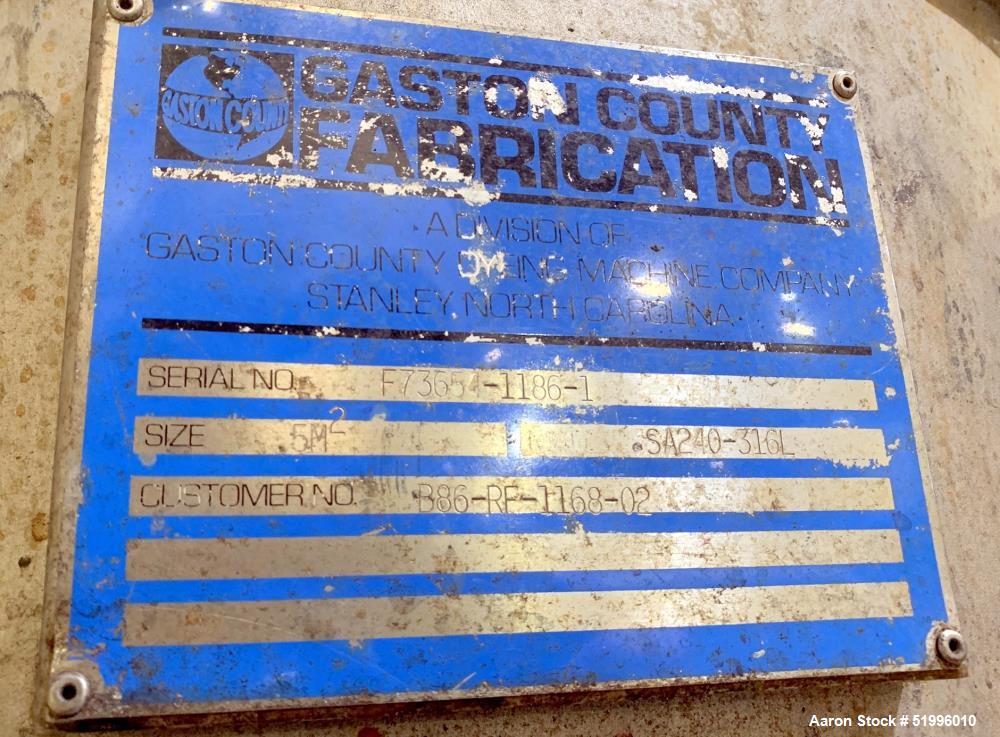 GASTON COUNTY
GASTON COUNTY
FABRICATION
A DIVISION OF
GASTON COUNTY DYEING MACHINE COMPANY
STANLEY NORTH CAROLINA
SERIAL NO. F73654-1186-1
SIZE 5M² SA240-316L
CUSTOMER NO. B86-RF-1168-02
Aaron Stock # 51996010